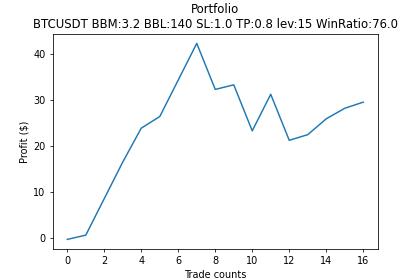 Portfolio
BTCUSDT BBM:3.2 BBL:140 SL:1.0 TP:0.8 lev:15 WinRatio:76.0
Profit ($)
40
30
20
10
0
0 2 4 6 8 10 12 14 16
Trade counts